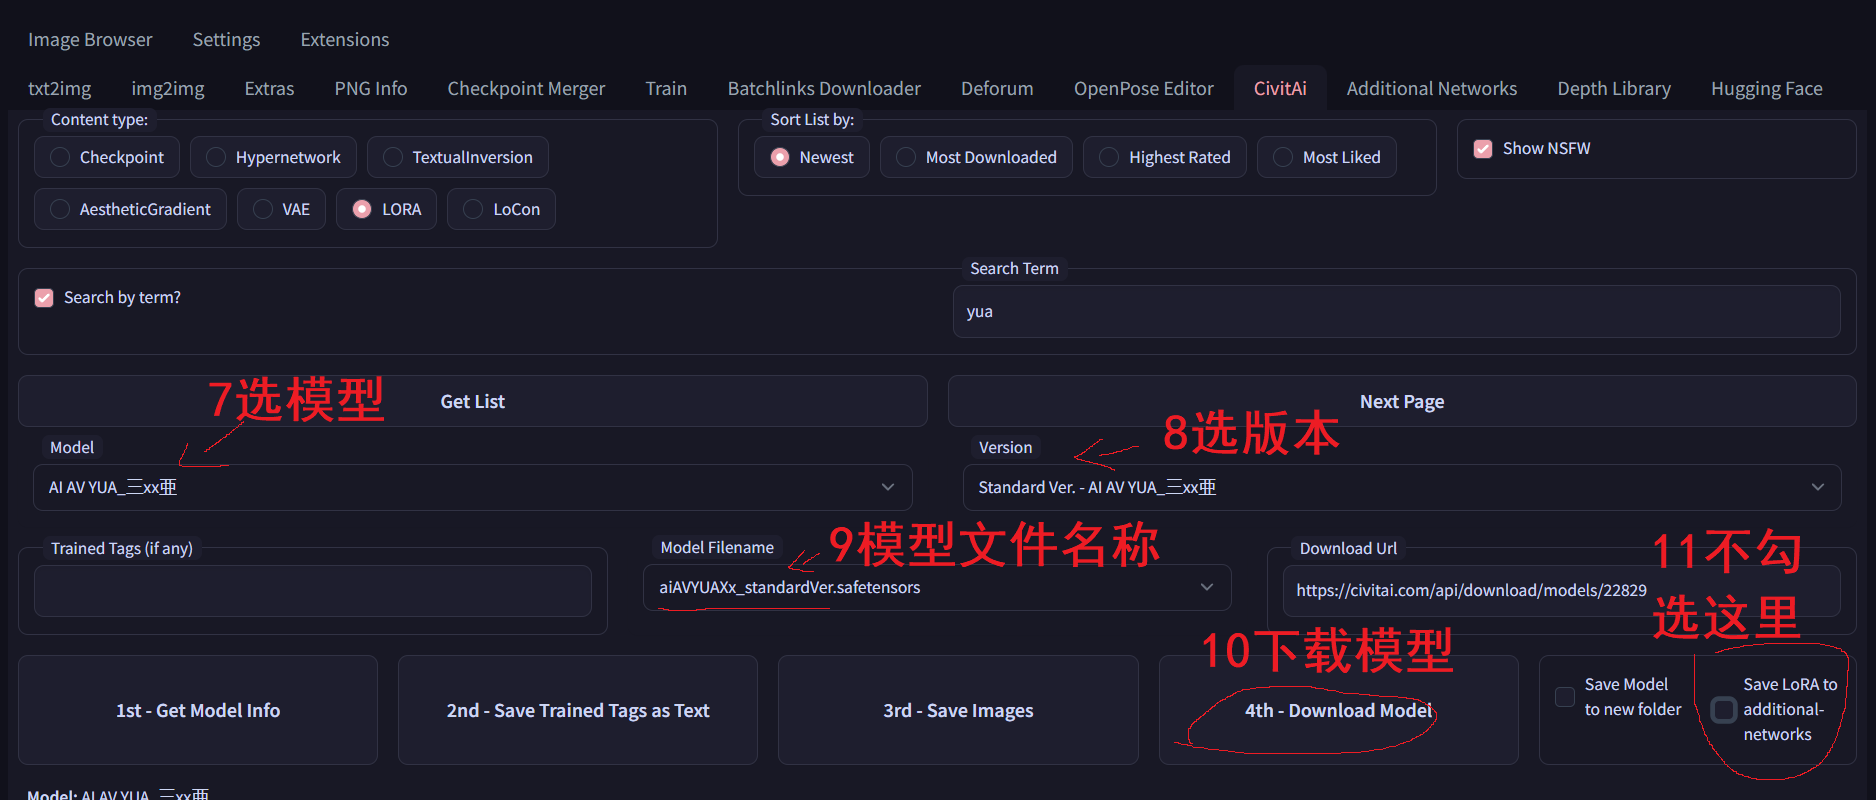 Image Browser Settings Extensions
txt2img img2img Extras PNG Info Checkpoint Merger Train Batchlinks Downloader Deforum OpenPose Editor CivitAi Additional Networks Depth Library Hugging Face
Content type:
Checkpoint Hypernetwork TextualInversion
AestheticGradient VAE LORA LoCon
Sort List by:
Newest Most Downloaded Highest Rated Most Liked
Show NSFW
Search by term?
Search Term
yua
Get List
Next Page
7选模型
8选版本
Model
AI AV YUA_三xx亜
Version
Standard Ver. - AI AV YUA_三xx亜
9模型文件名称
11不勾
选这里
Trained Tags (if any)
Model Filename
aiAVYUAXx_standardVer.safetensors
Download Url
https://civitai.com/api/download/models/22829
10下载模型
1st - Get Model Info
2nd - Save Trained Tags as Text
3rd - Save Images
4th - Download Model
Save Model
to new folder
Save LoRA to
additional-
networks
Model: AI AV YUA_三xx亜